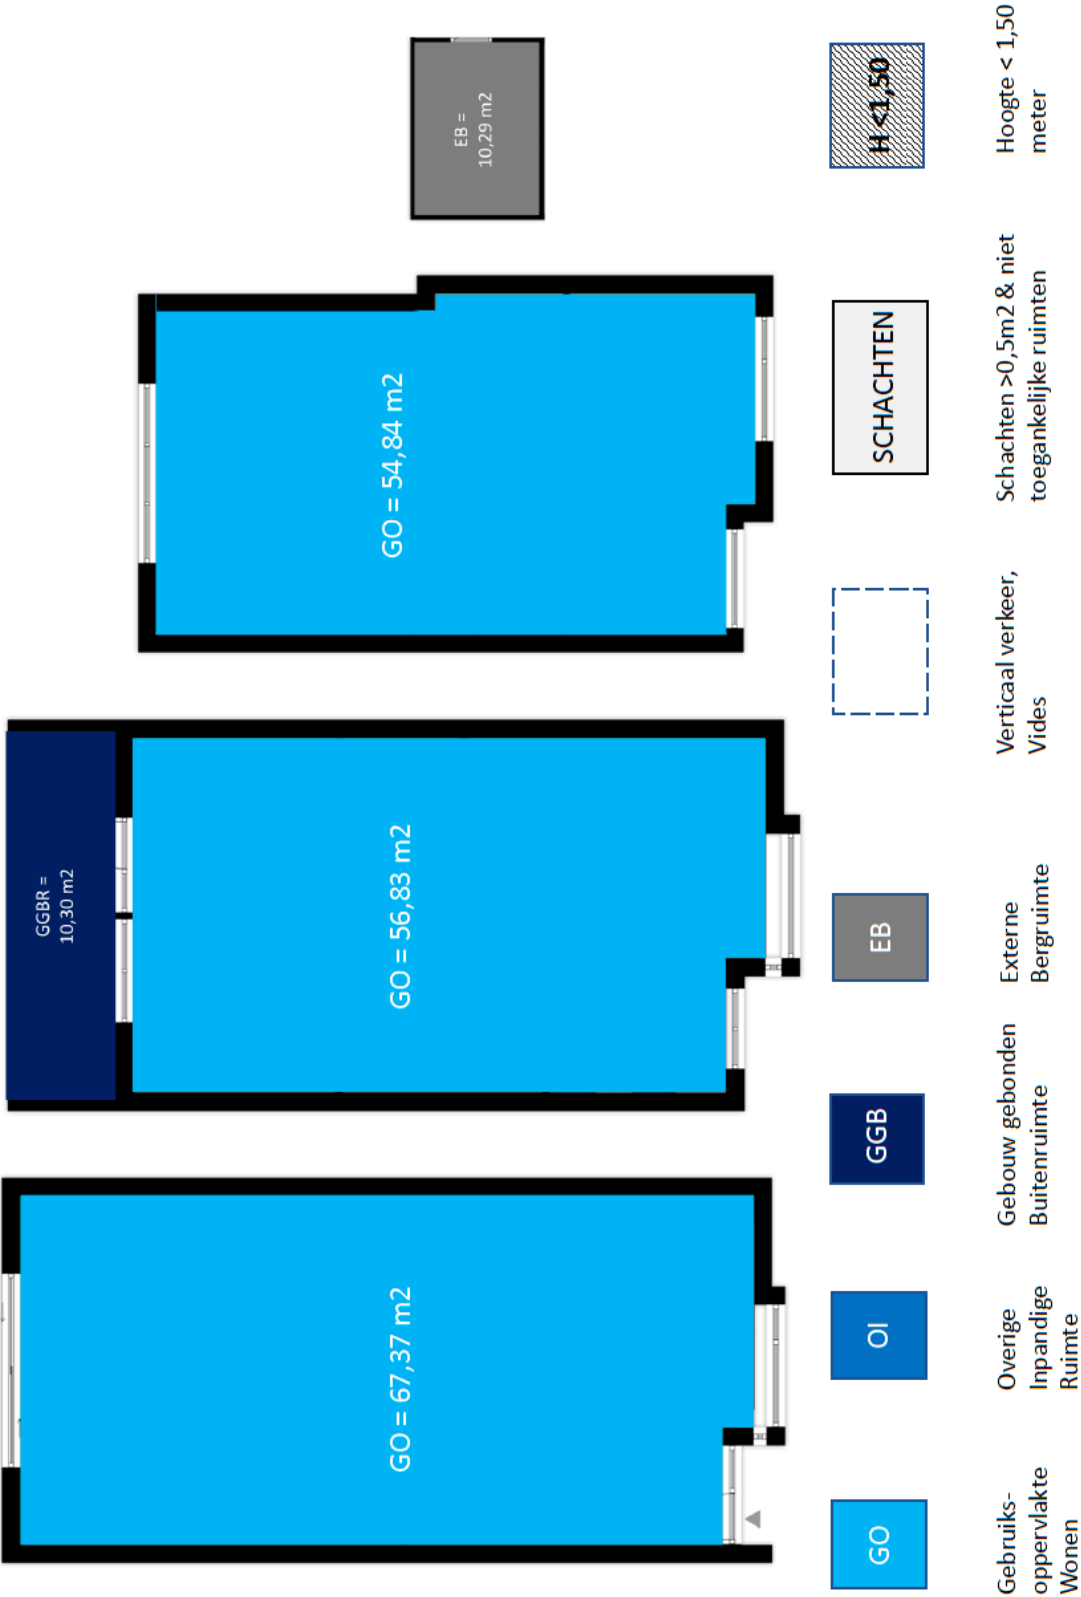 GO = 67,37 m2
GGBR =
10,30 m2
GO = 56,83 m2
GO = 54,84 m2
EB =
10,29 m2
GO
Gebruiks-
oppervlakte
Wonen
OI
Overige
Inpandige
Ruimte
GGB
Gebouw gebonden
Buitenruimte
EB
Externe
Bergruimte
Verticaal verkeer,
Vides
SCHACHTEN
Schachten >0,5m2 & niet
toegankelijke ruimten
H <1,50
Hoogte < 1,50
meter